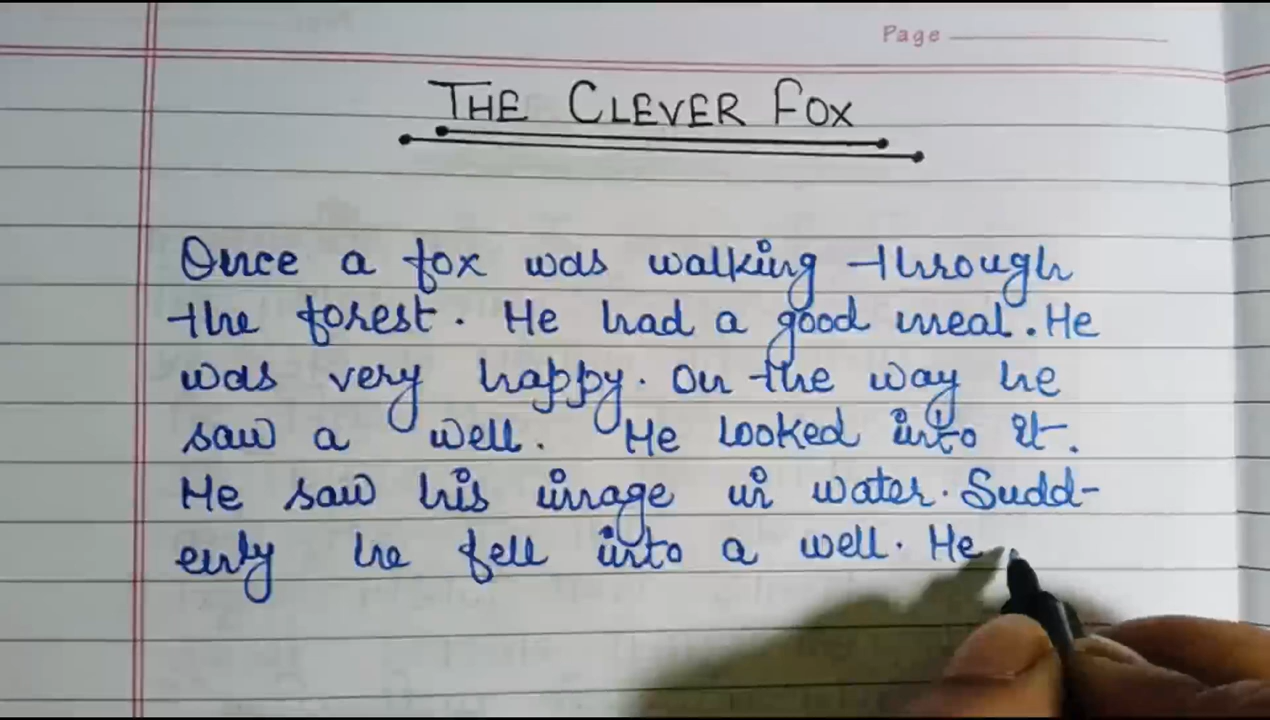 Page
THE CLEVER FOX
Once a fox was walking through
the forest. He had a good meal. He
was very happy. On the way he
saw a well. He looked into it.
He saw his image in water. Sudd-
enly he fell into a well. He